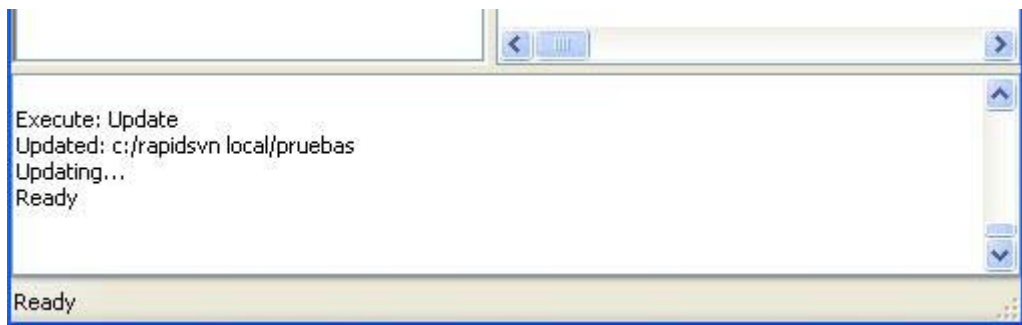 Execute: Update
Updated: c:/rapidsvn local/pruebas
Updating...
Ready
Ready